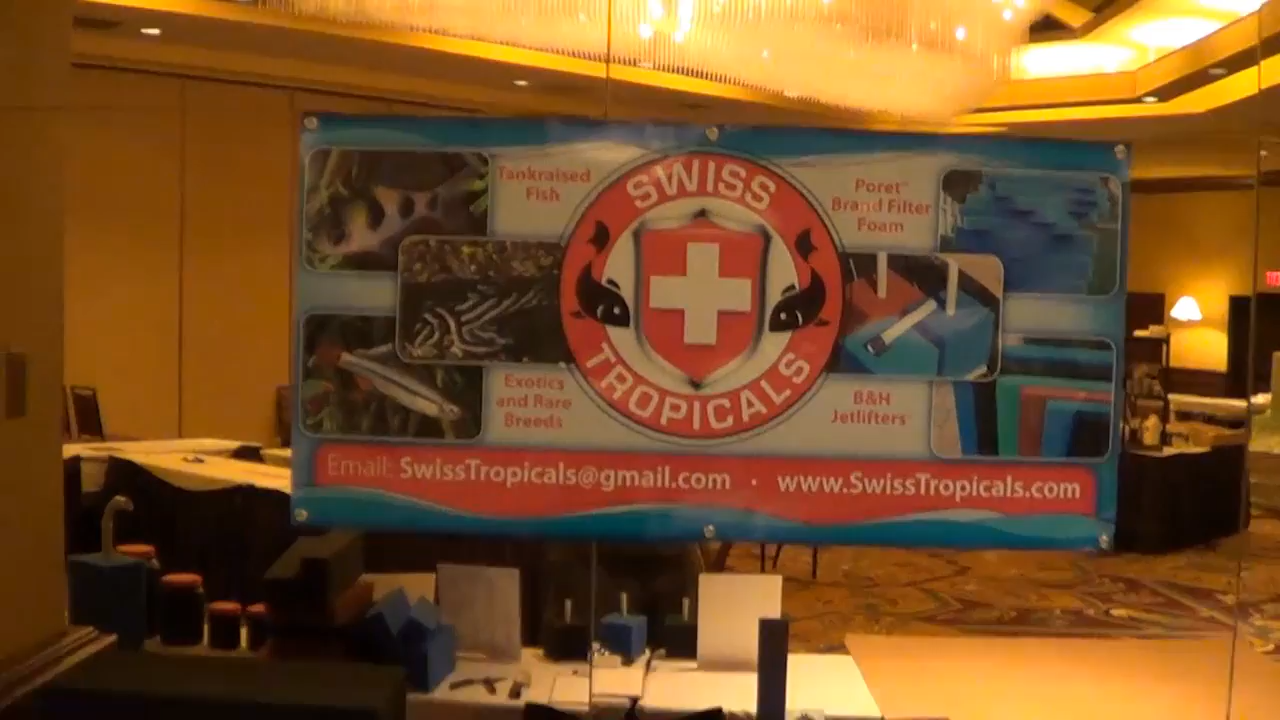 Tankraised
Fish
SWISS
TROPICALS
Poret™
Brand Filter
Foam
Exotics
and Rare
Breeds
B&H
Jetlifters
Email: SwissTropicals@gmail.com · www.SwissTropicals.com